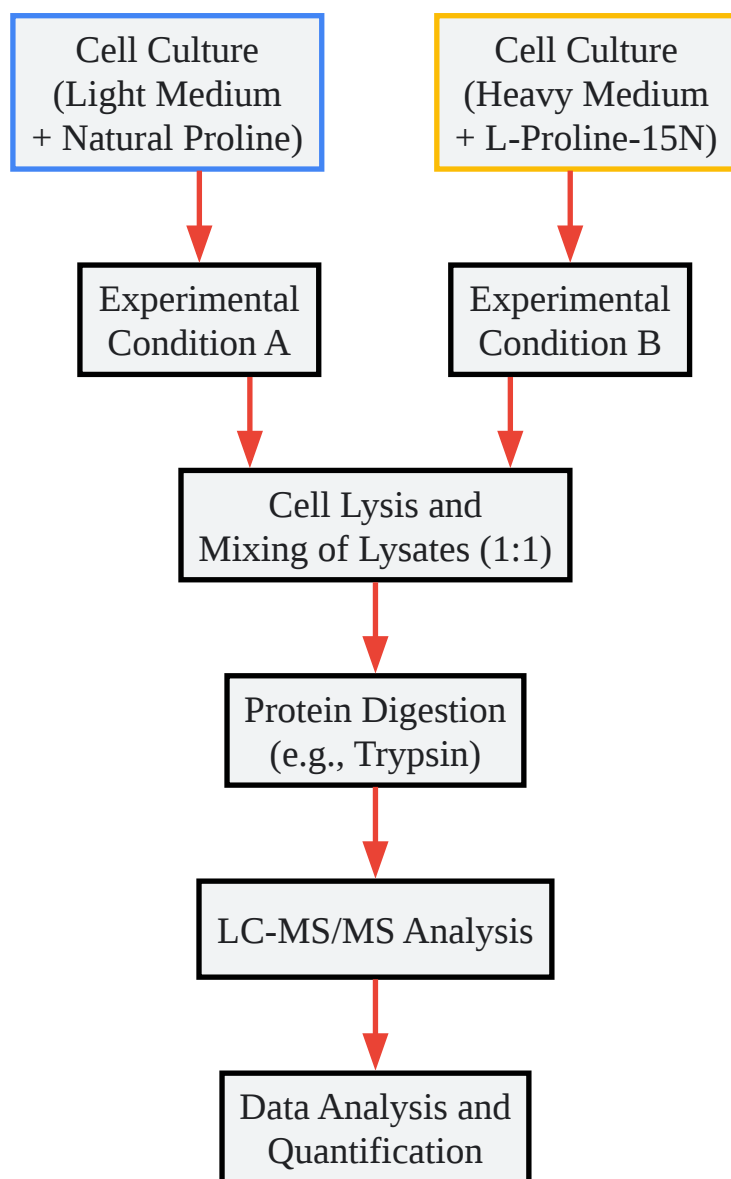 Cell Culture
(Light Medium
+ Natural Proline)
Cell Culture
(Heavy Medium
+ L-Proline-15N)
Experimental
Condition A
Experimental
Condition B
Cell Lysis and
Mixing of Lysates (1:1)
Protein Digestion
(e.g., Trypsin)
LC-MS/MS Analysis
Data Analysis and
Quantification